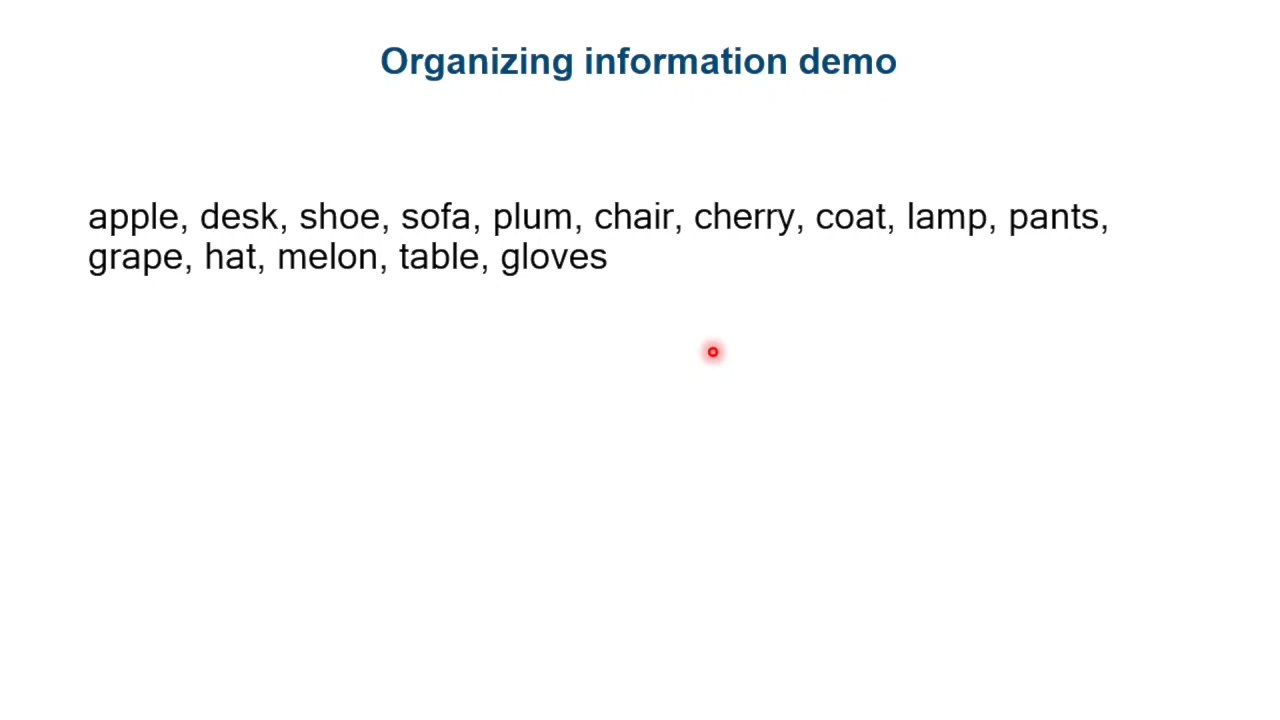 Organizing information demo
apple, desk, shoe, sofa, plum, chair, cherry, coat, lamp, pants,
grape, hat, melon, table, gloves